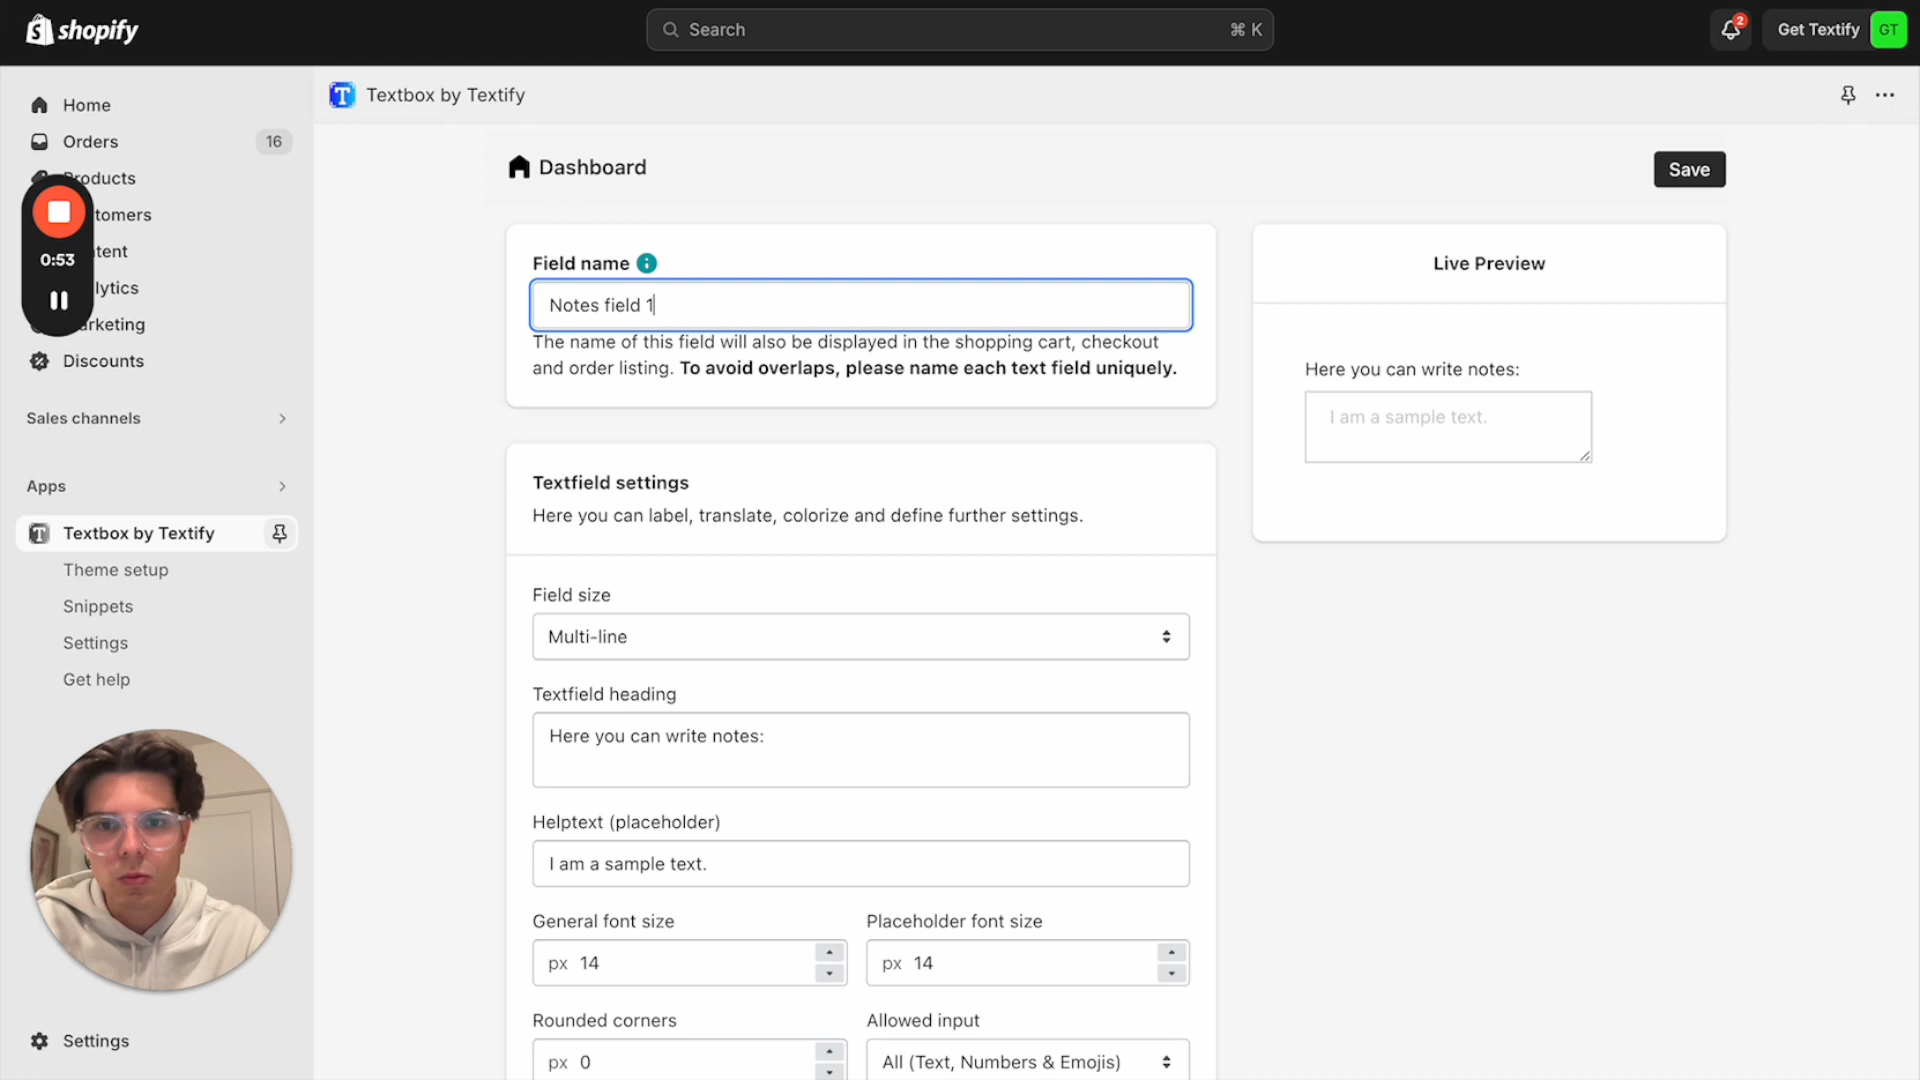 shopify
Search
⌘ K
2
Get Textify
GT
Home
Orders
16
Products
tomers
tent
lytics
arketing
Discounts
0:53
Sales channels
Apps
Textbox by Textify
Theme setup
Snippets
Settings
Get help
Settings
Textbox by Textify
Dashboard
Save
Field name
Notes field 1
The name of this field will also be displayed in the shopping cart, checkout
and order listing. To avoid overlaps, please name each text field uniquely.
Textfield settings
Here you can label, translate, colorize and define further settings.
Field size
Multi-line
Textfield heading
Here you can write notes:
Helptext (placeholder)
I am a sample text.
General font size
Placeholder font size
px 14
px 14
Rounded corners
Allowed input
px 0
All (Text, Numbers & Emojis)
Live Preview
Here you can write notes:
I am a sample text.